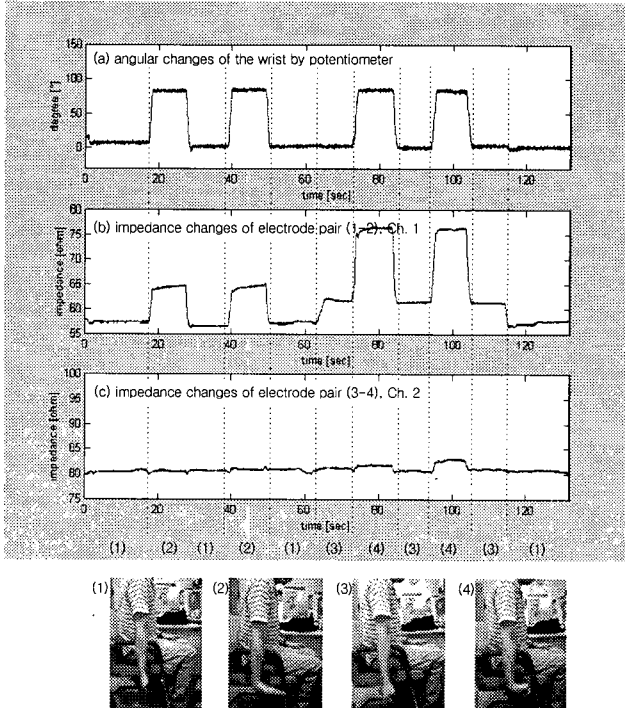 (a) angular changes of the wrist by potentiometer
150
100
50
0
degree [°]
0 20 40 60 80 100 120
time [sec]
(b) impedance changes of electrode pair (1-2), Ch. 1
80
75
70
65
60
55
impedance [ohm]
0 20 40 60 80 100 120
time [sec]
(c) impedance changes of electrode pair (3-4), Ch. 2
100
95
90
85
80
75
impedance [ohm]
0 20 40 60 80 100 120
time [sec]
(1) (2) (1) (2) (1) (3) (4) (3) (4) (3) (1)
(1) (2) (3) (4)